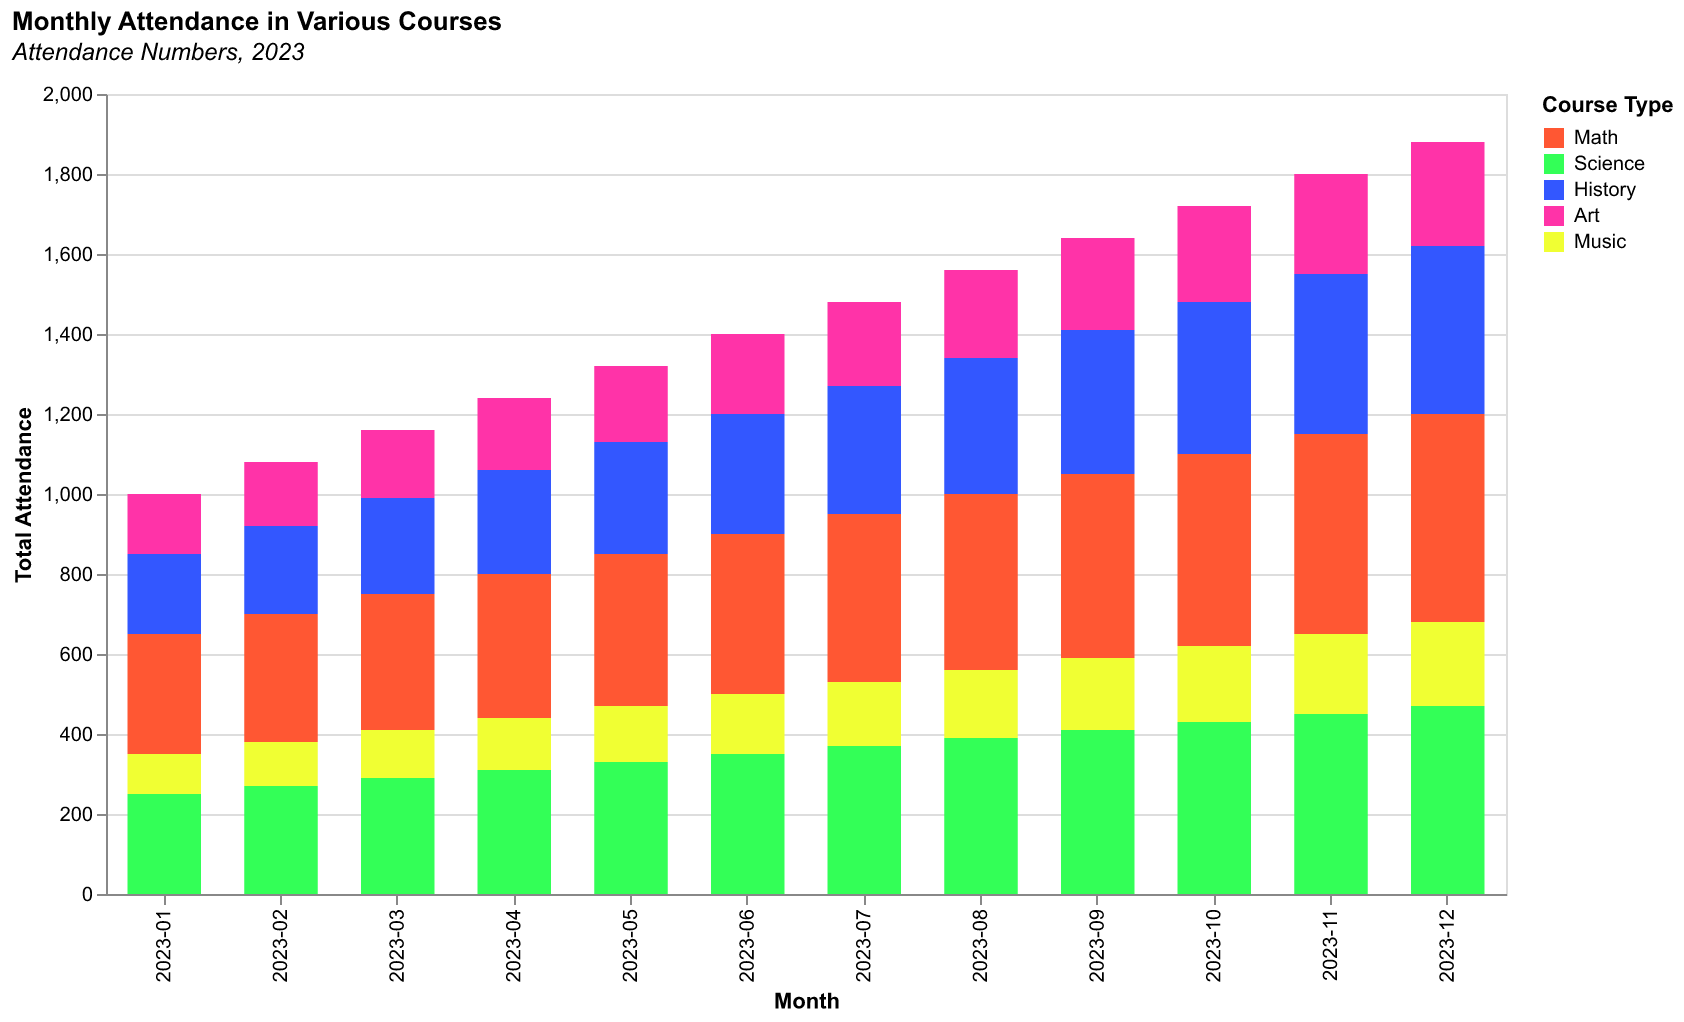 Monthly Attendance in Various Courses
Attendance Numbers, 2023
Total Attendance
2,000
1,800
1,600
1,400
1,200
1,000
800
600
400
200
0
2023-01
2023-02
2023-03
2023-04
2023-05
2023-06
2023-07
2023-08
2023-09
2023-10
2023-11
2023-12
Month
Course Type
Math
Science
History
Art
Music